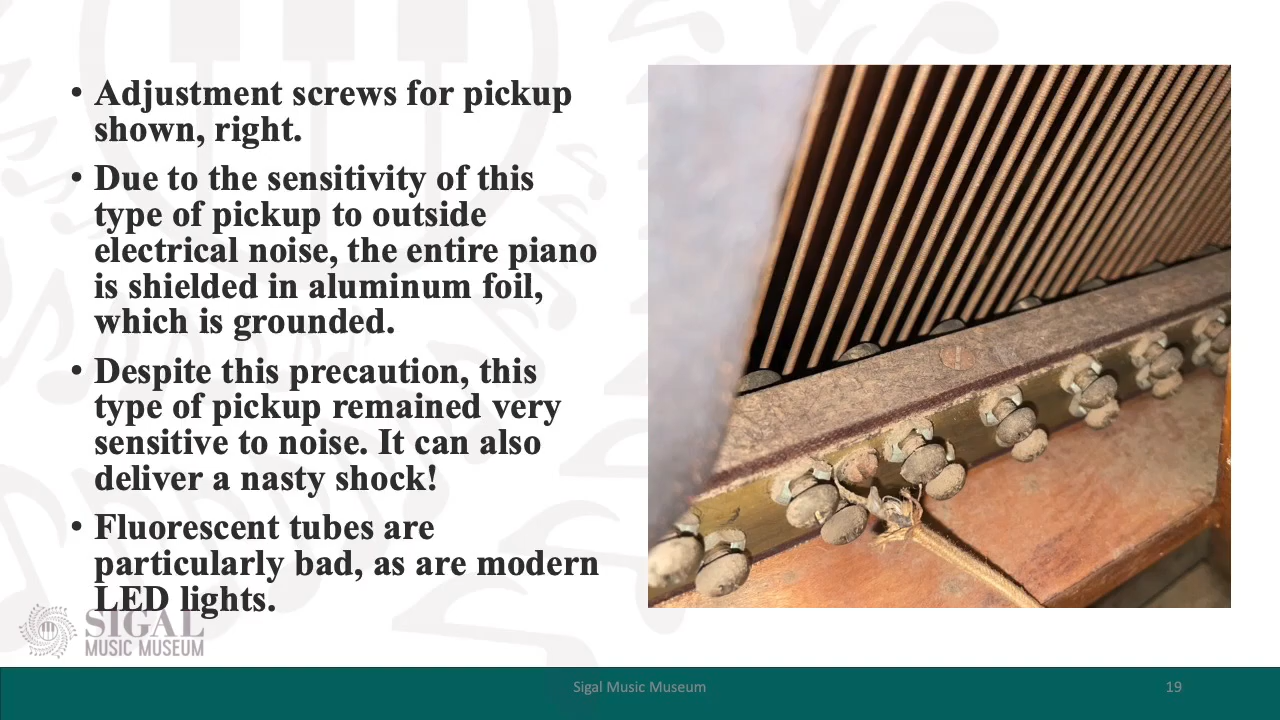 • Adjustment screws for pickup
shown, right.
• Due to the sensitivity of this
type of pickup to outside
electrical noise, the entire piano
is shielded in aluminum foil,
which is grounded.
• Despite this precaution, this
type of pickup remained very
sensitive to noise. It can also
deliver a nasty shock!
• Fluorescent tubes are
particularly bad, as are modern
LED lights.
SIGAL
MUSIC MUSEUM
Sigal Music Museum
19